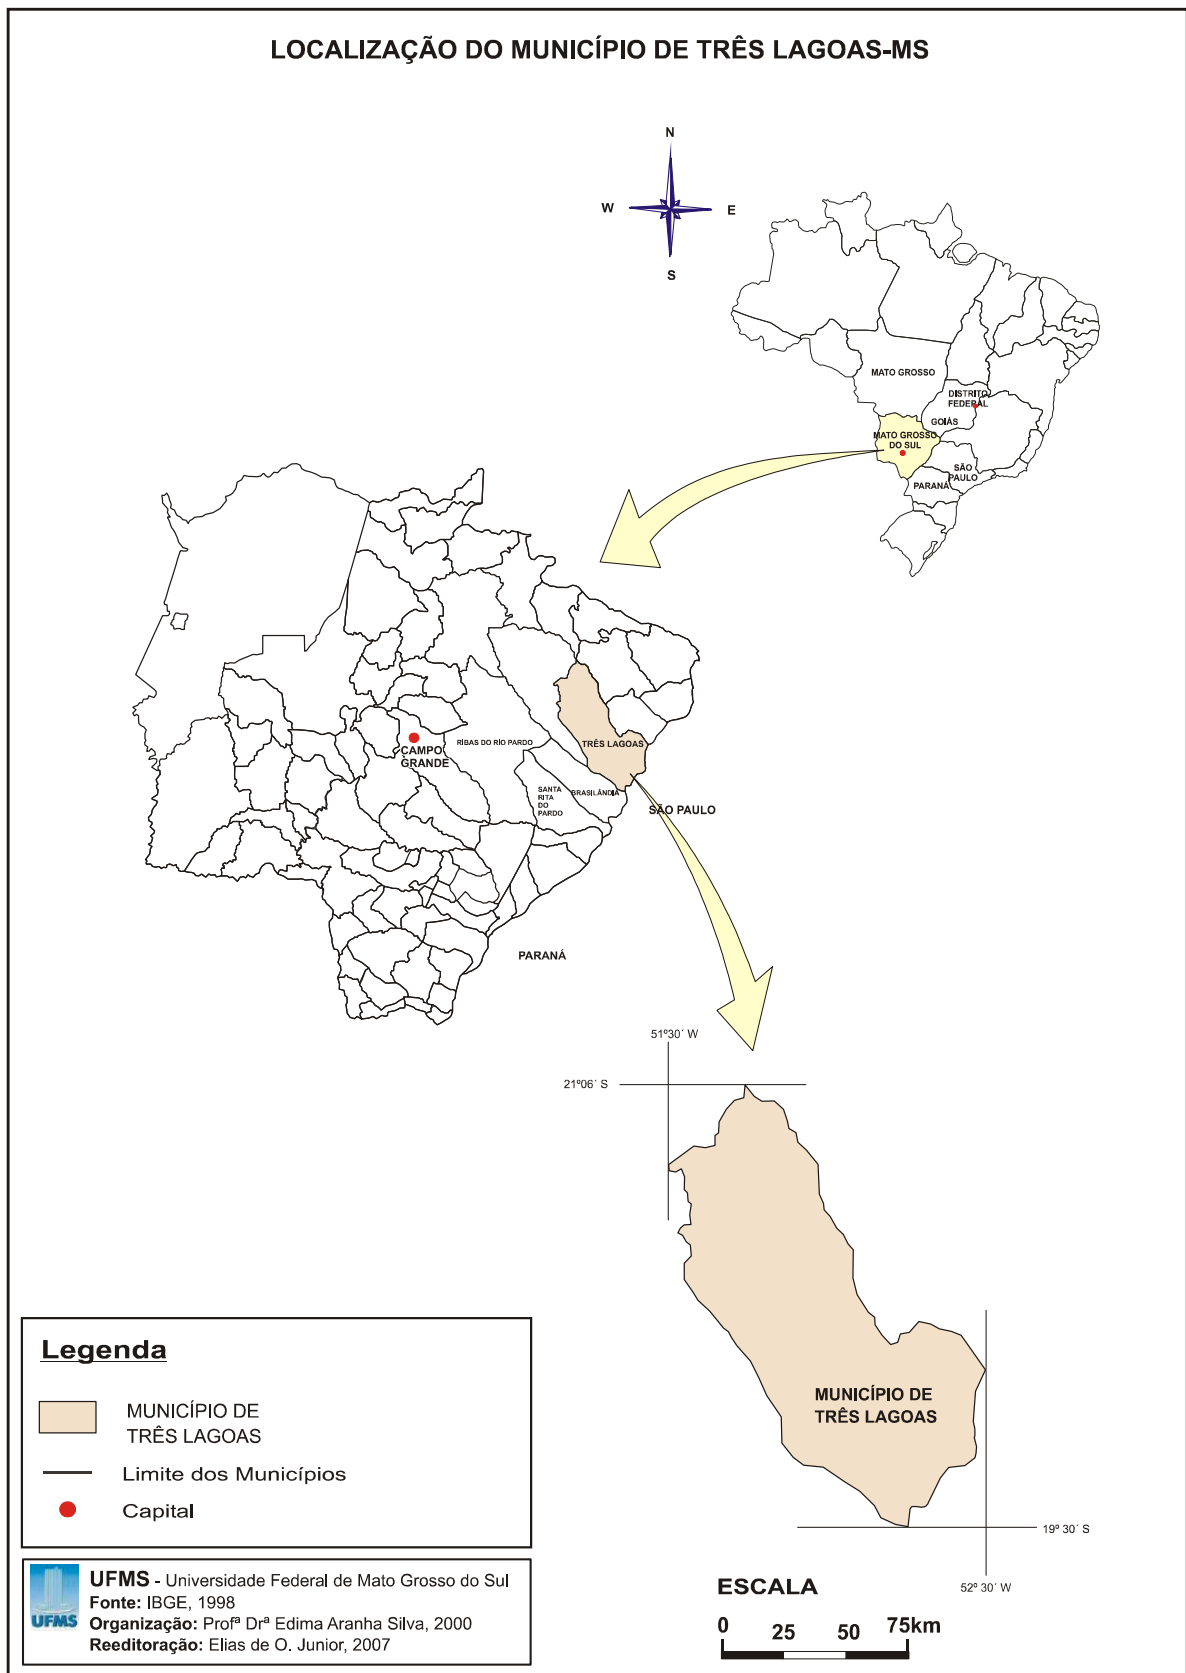 LOCALIZAÇÃO DO MUNICÍPIO DE TRÊS LAGOAS-MS
N
W
E
S
MATO GROSSO
DISTRITO
FEDERAL
GOIÁS
MATO GROSSO
DO SUL
SÃO
PAULO
PARANÁ
CAMPO
GRANDE
RIBAS DO RIO PARDO
TRÊS LAGOAS
SANTA
RITA
DO
PARDO
BRASILÂNDIA
SÃO PAULO
PARANÁ
51º30´ W
21º06´ S
MUNICÍPIO DE
TRÊS LAGOAS
19º 30´ S
52º 30´ W
Legenda
MUNICÍPIO DE
TRÊS LAGOAS
Limite dos Municípios
Capital
UFMS
UFMS - Universidade Federal de Mato Grosso do Sul
Fonte: IBGE, 1998
Organização: Profª Drª Edima Aranha Silva, 2000
Reeditoração: Elias de O. Junior, 2007
ESCALA
0 25 50 75km